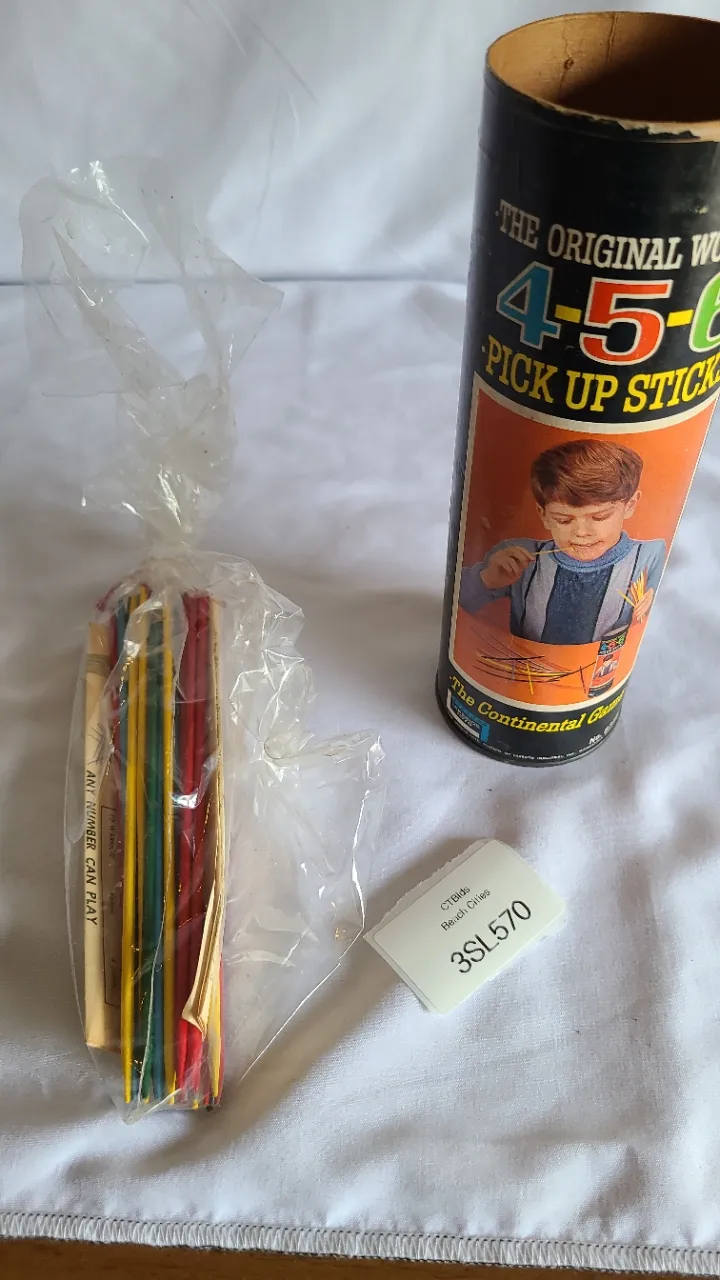 ·THE ORIGINAL WO
4-5-6
·PICK UP STICKS
·The Continental Game
No.
ANY NUMBER CAN PLAY
CTBids
Beach Cities
3SL570